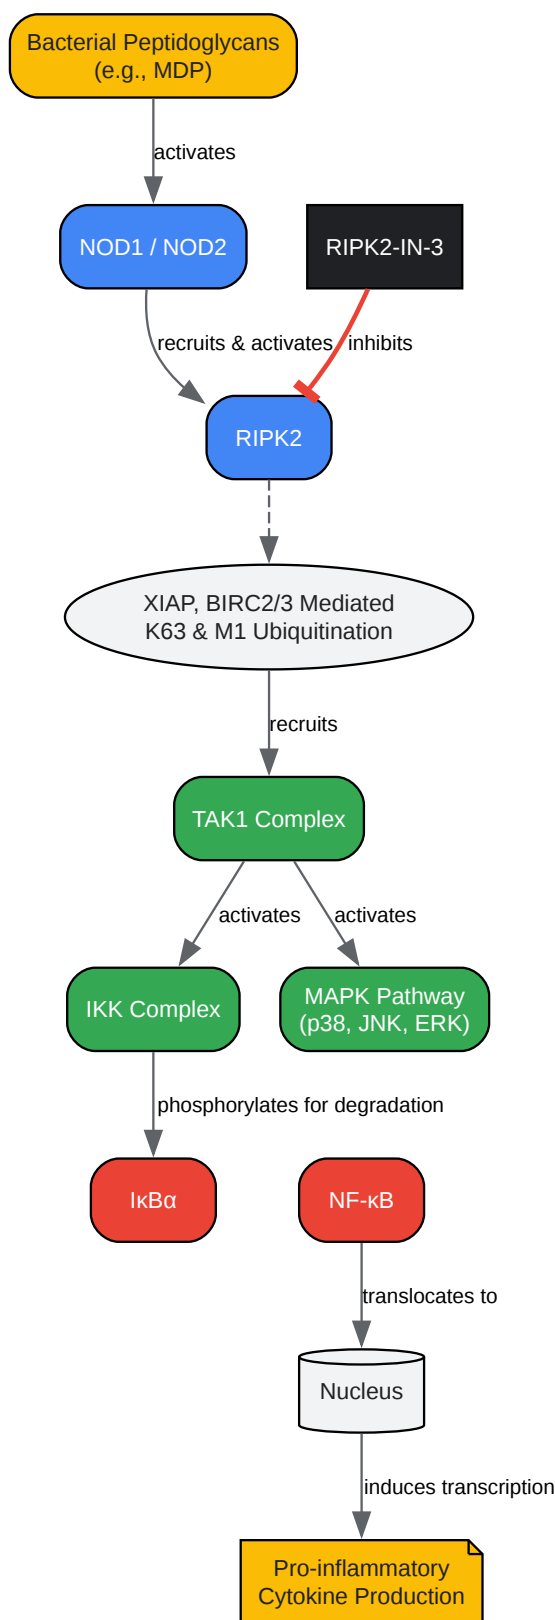 Bacterial Peptidoglycans
(e.g., MDP)
activates
NOD1 / NOD2
RIPK2-IN-3
recruits & activates
inhibits
RIPK2
XIAP, BIRC2/3 Mediated
K63 & M1 Ubiquitination
recruits
TAK1 Complex
activates
activates
IKK Complex
MAPK Pathway
(p38, JNK, ERK)
phosphorylates for degradation
IκBα
NF-κB
translocates to
Nucleus
induces transcription
Pro-inflammatory
Cytokine Production